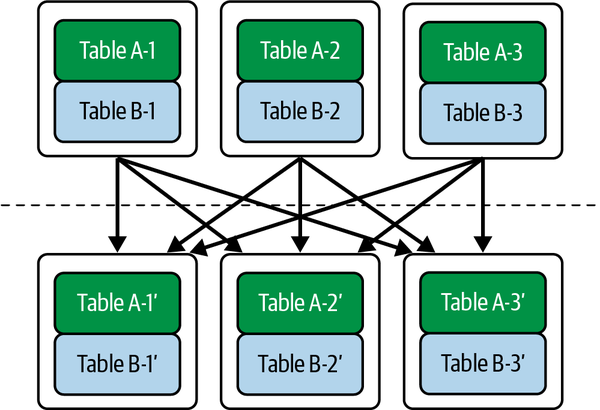 Table A-1
Table B-1
Table A-2
Table B-2
Table A-3
Table B-3
Table A-1′
Table B-1′
Table A-2′
Table B-2′
Table A-3′
Table B-3′